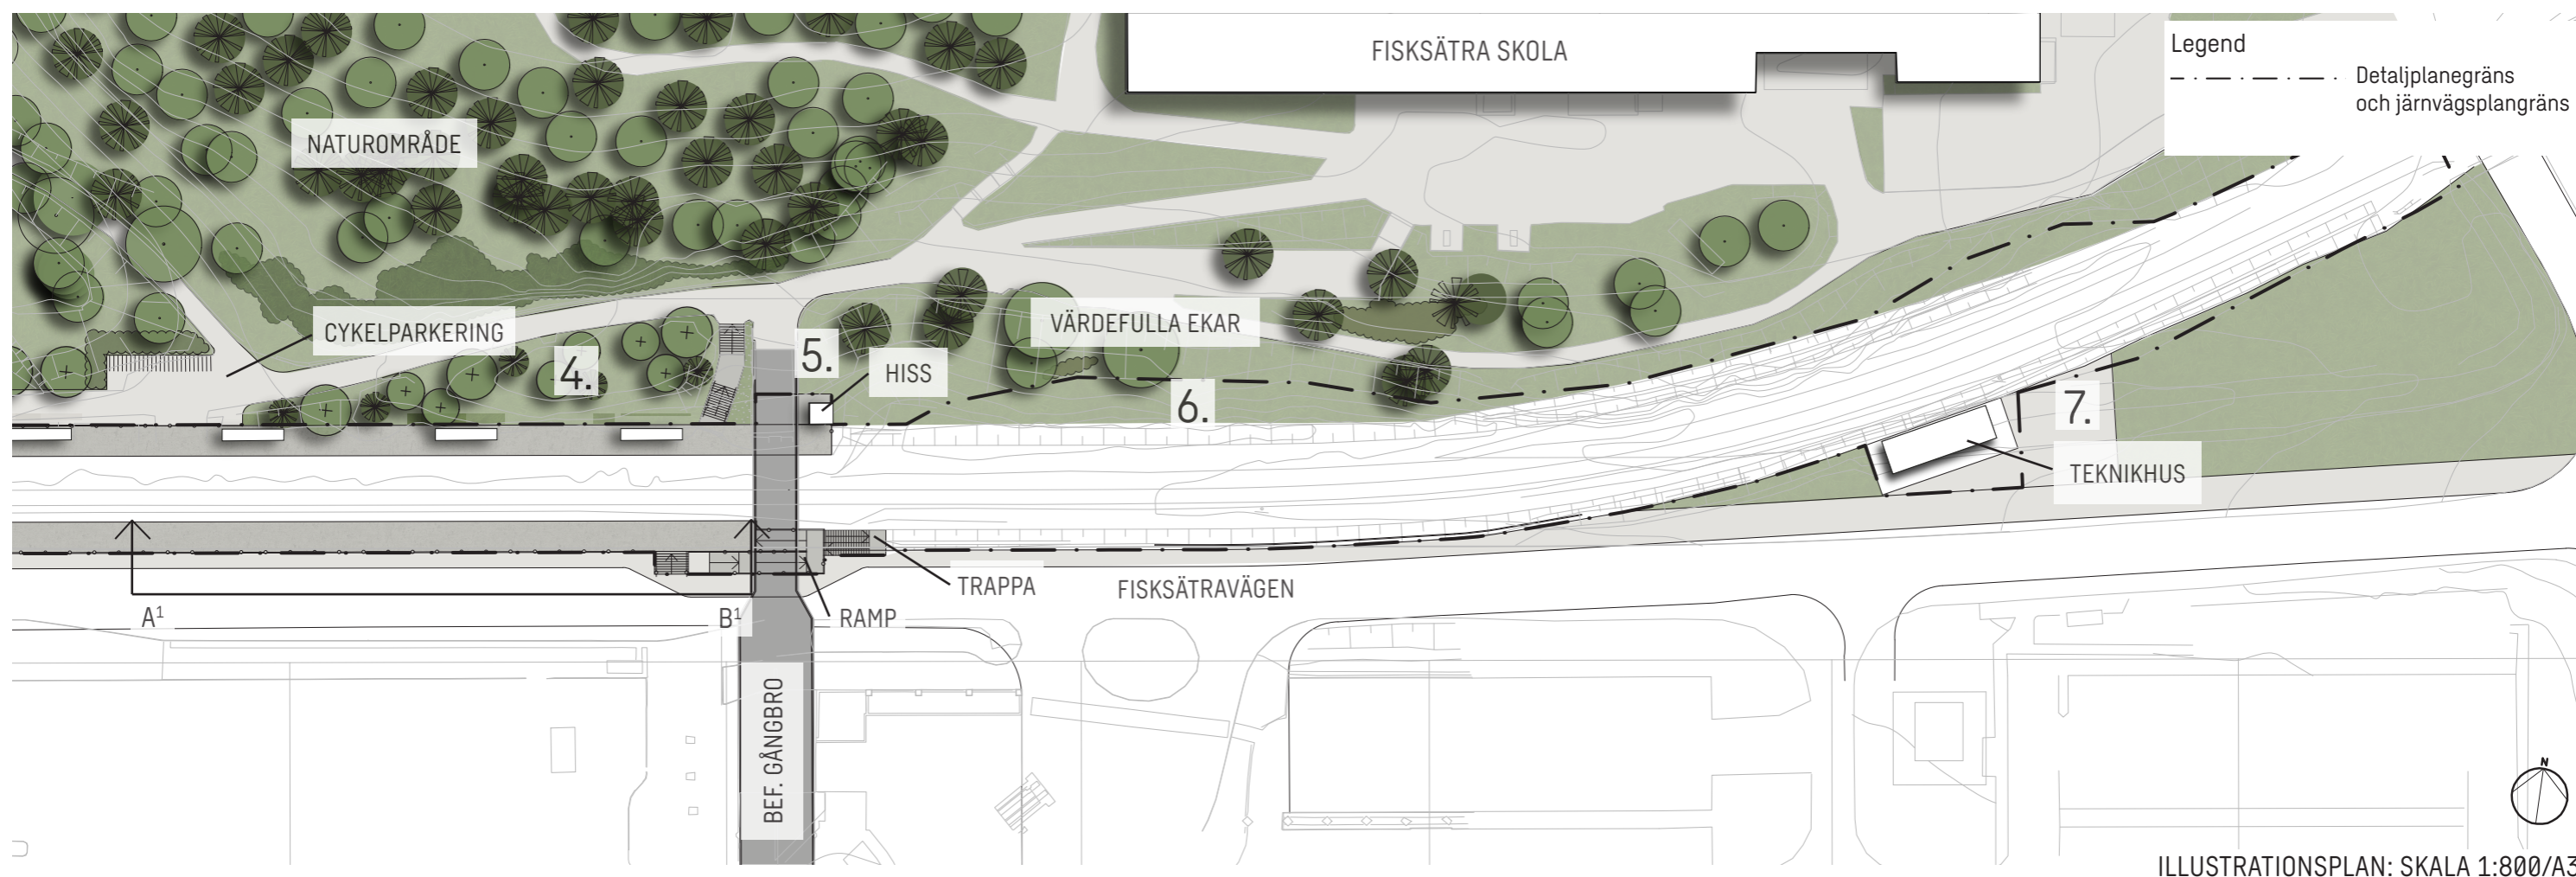 FISKSÄTRA SKOLA
Legend
Detaljplanegräns
och järnvägsplangräns
NATUROMRÅDE
CYKELPARKERING
4.
5.
HISS
VÄRDEFULLA EKAR
6.
7.
TEKNIKHUS
TRAPPA
FISKSÄTRAVÄGEN
A¹
B¹
RAMP
BEF. GÅNGBRO
N
ILLUSTRATIONSPLAN: SKALA 1:800/A3